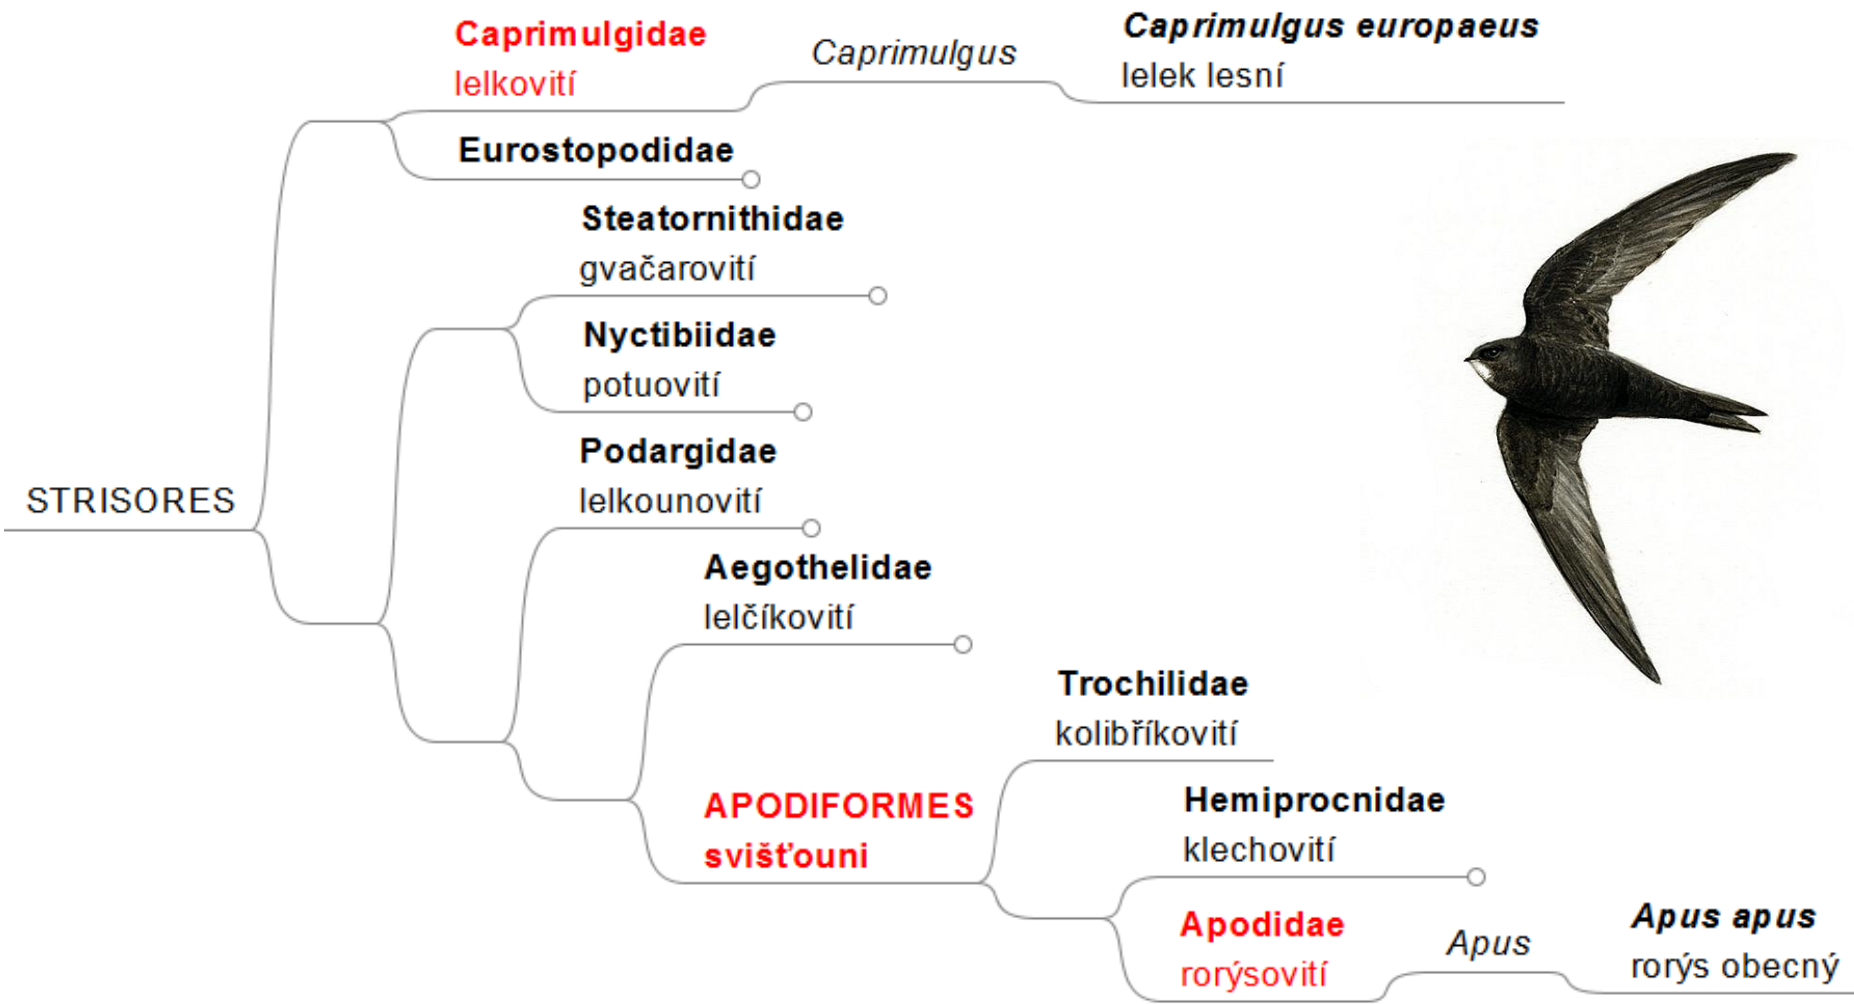 Caprimulgidae
lelkovití
Caprimulgus
Caprimulgus europaeus
lelek lesní
Eurostopodidae
Steatornithidae
gvačarovití
Nyctibiidae
potuovití
Podargidae
lelkounovití
STRISORES
Aegothelidae
lelčíkovití
Trochilidae
kolibříkovití
APODIFORMES
svišťouni
Hemiprocnidae
klechovití
Apodidae
rorýsovití
Apus
Apus apus
rorýs obecný